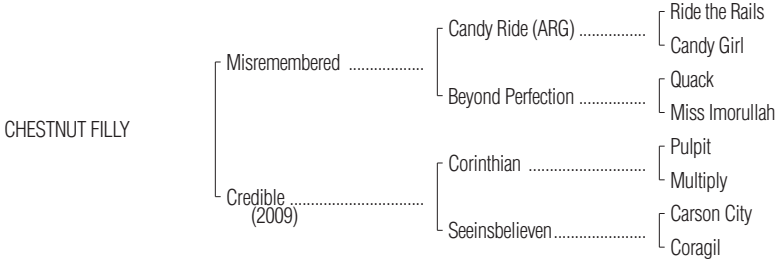 Ride the Rails
Candy Ride (ARG) ................
Candy Girl
Misremembered ..................
Quack
Beyond Perfection ................
Miss Imorullah
CHESTNUT FILLY
Pulpit
Corinthian ............................
Multiply
Credible ................................
(2009)
Carson City
Seeinsbelieven......................
Coragil